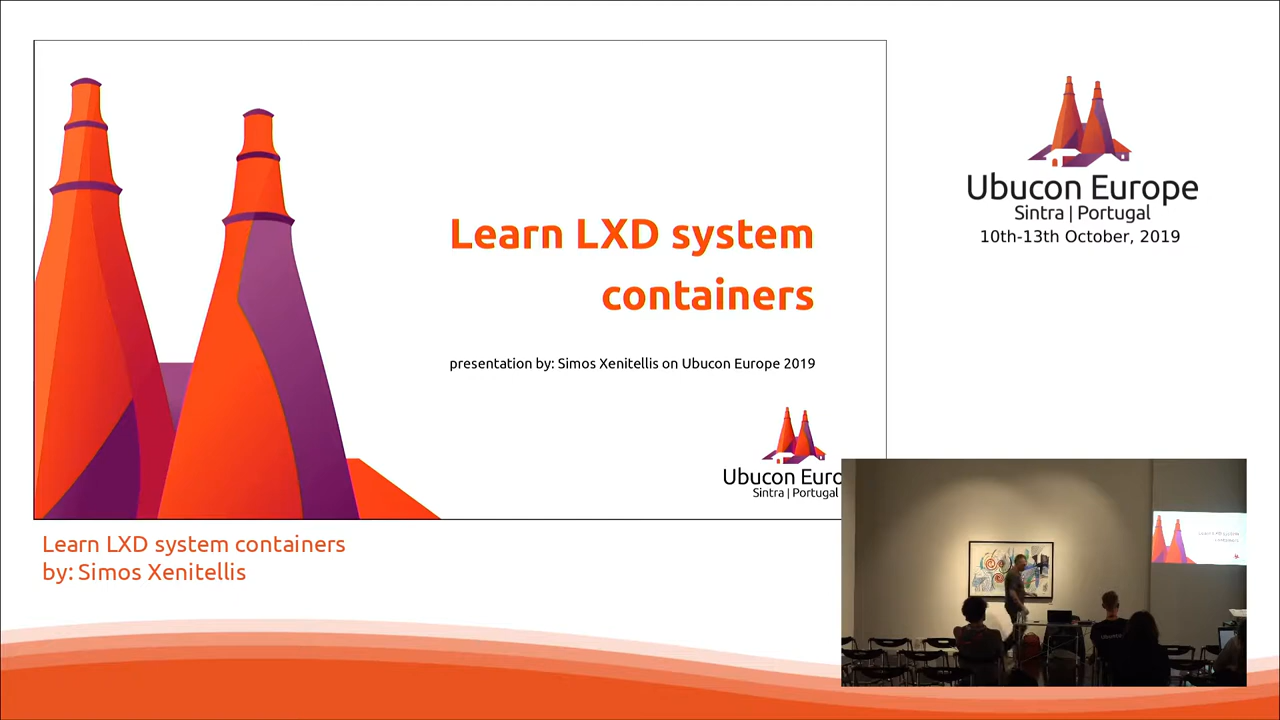 Learn LXD system
containers
presentation by: Simos Xenitellis on Ubucon Europe 2019
Ubucon Euro
Sintra | Portugal
Learn LXD system containers
by: Simos Xenitellis
Ubucon Europe
Sintra | Portugal
10th-13th October, 2019